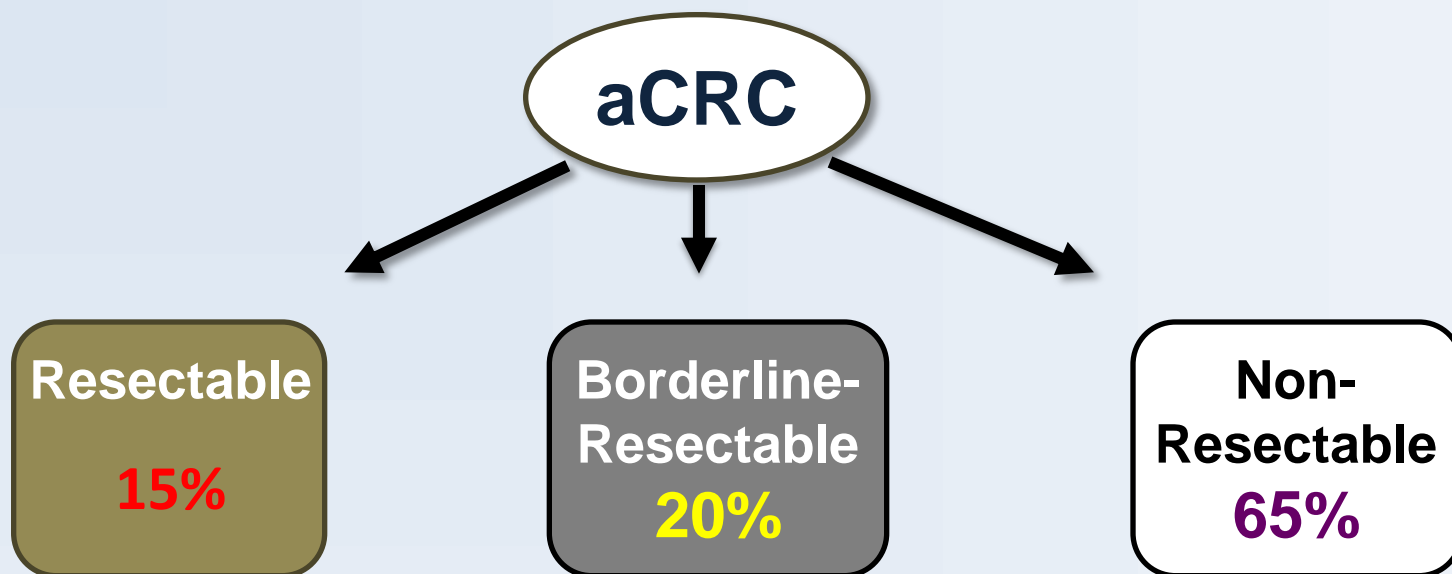 aCRC
Resectable
15%
Borderline-
Resectable
20%
Non-
Resectable
65%